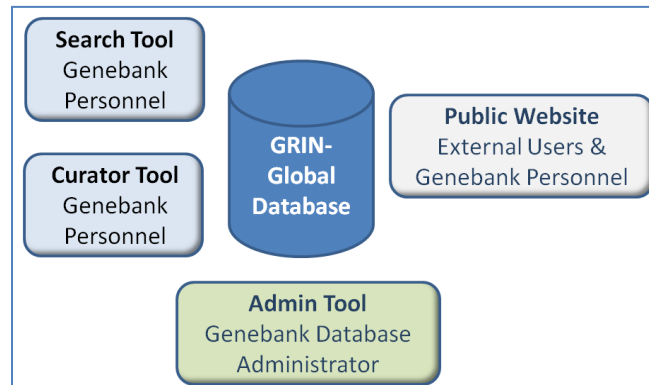 Search Tool
Genebank
Personnel
Curator Tool
Genebank
Personnel
GRIN-
Global
Database
Public Website
External Users &
Genebank Personnel
Admin Tool
Genebank Database
Administrator